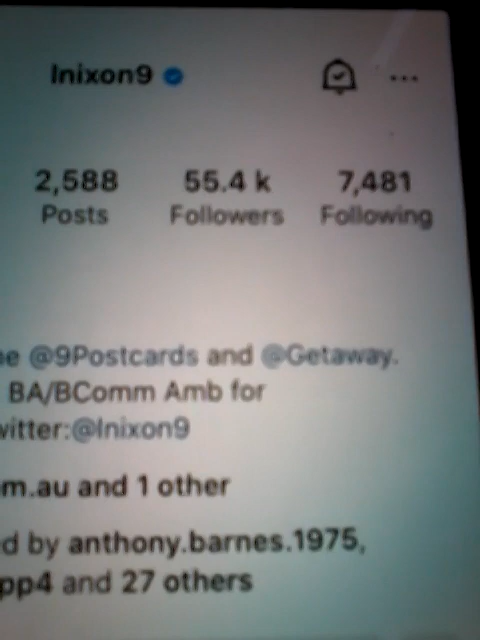 lnixon9
2,588 55.4 k 7,481
Posts Followers Following
@9Postcards and @Getaway.
BA/BComm Amb for
witter:@lnixon9
m.au and 1 other
d by anthony.barnes.1975,
pp4 and 27 others